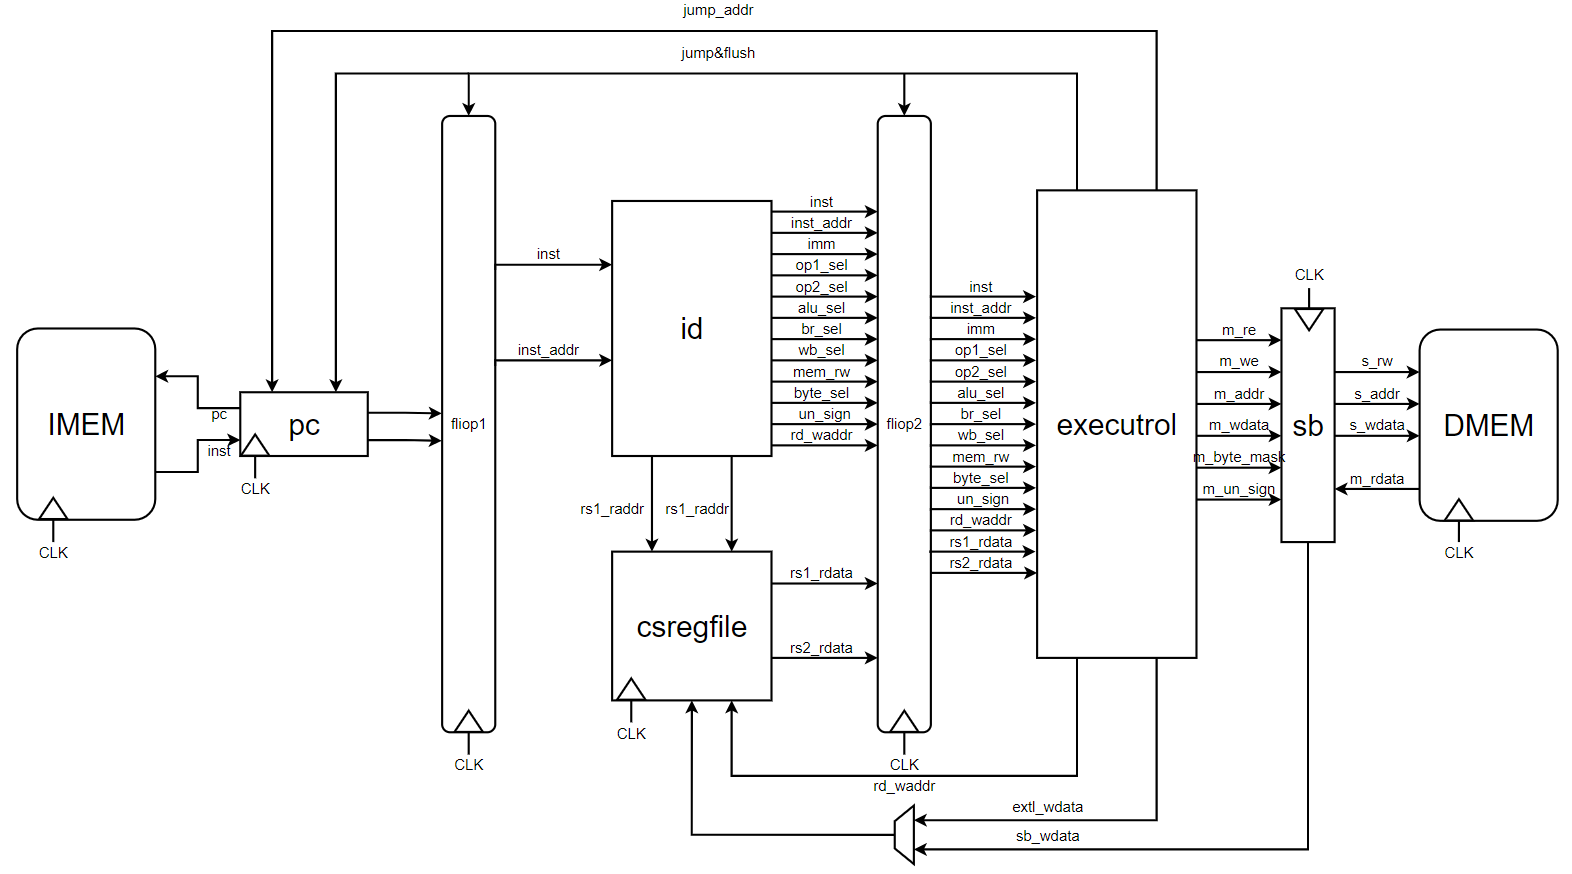 jump_addr
jump&flush
IMEM
CLK
pc
inst
pc
CLK
fliop1
CLK
inst
inst_addr
id
inst
inst_addr
imm
op1_sel
op2_sel
alu_sel
br_sel
wb_sel
mem_rw
byte_sel
un_sign
rd_waddr
rs1_raddr
rs1_raddr
csregfile
CLK
rs1_rdata
rs2_rdata
fliop2
CLK
inst
inst_addr
imm
op1_sel
op2_sel
alu_sel
br_sel
wb_sel
mem_rw
byte_sel
un_sign
rd_waddr
rs1_rdata
rs2_rdata
executrol
m_re
m_we
m_addr
m_wdata
m_byte_mask
m_un_sign
CLK
sb
s_rw
s_addr
s_wdata
m_rdata
DMEM
CLK
rd_waddr
extl_wdata
sb_wdata